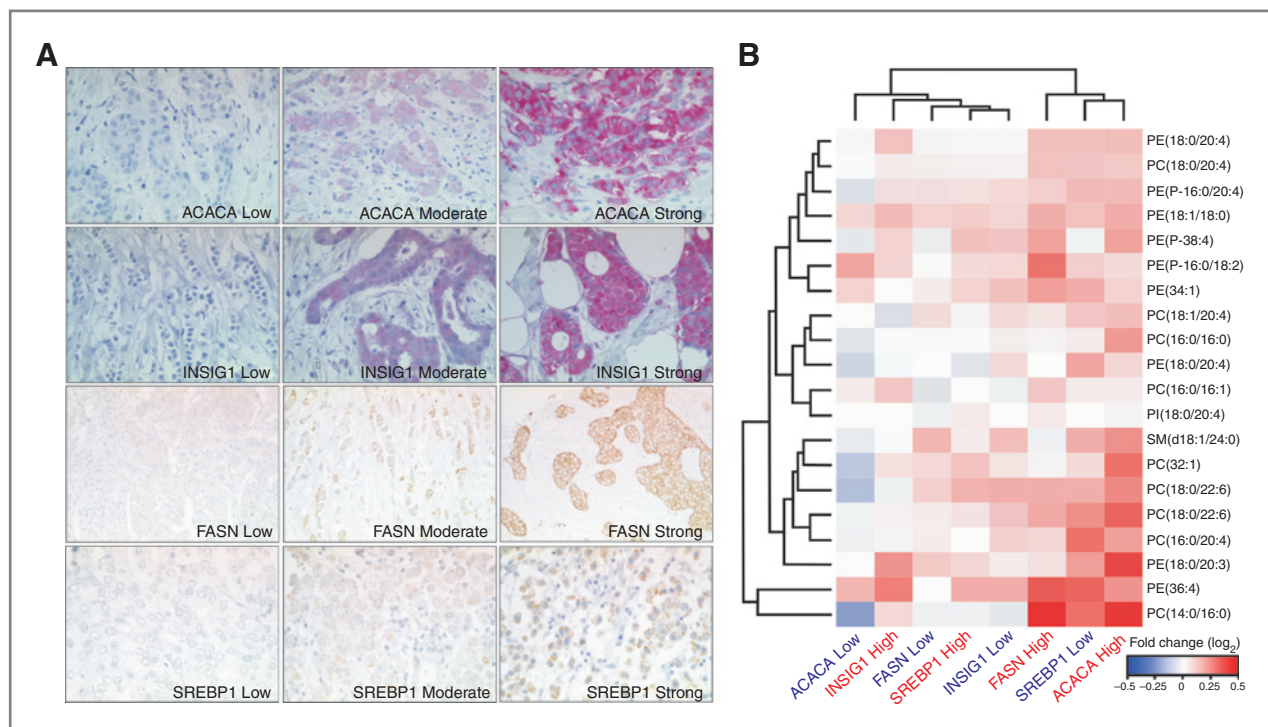 A
ACACA Low
ACACA Moderate
ACACA Strong
INSIG1 Low
INSIG1 Moderate
INSIG1 Strong
FASN Low
FASN Moderate
FASN Strong
SREBP1 Low
SREBP1 Moderate
SREBP1 Strong
B
PE(18:0/20:4)
PC(18:0/20:4)
PE(P-16:0/20:4)
PE(18:1/18:0)
PE(P-38:4)
PE(P-16:0/18:2)
PE(34:1)
PC(18:1/20:4)
PC(16:0/16:0)
PE(18:0/20:4)
PC(16:0/16:1)
PI(18:0/20:4)
SM(d18:1/24:0)
PC(32:1)
PC(18:0/22:6)
PC(18:0/22:6)
PC(16:0/20:4)
PE(18:0/20:3)
PE(36:4)
PC(14:0/16:0)
ACACA Low
INSIG1 High
FASN Low
SREBP1 High
INSIG1 Low
FASN High
SREBP1 Low
ACACA High
Fold change (log2)
−0.5 −0.25 0 0.25 0.5